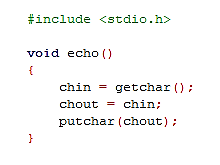 #include <stdio.h>
void echo()
{
chin = getchar();
chout = chin;
putchar(chout);
}